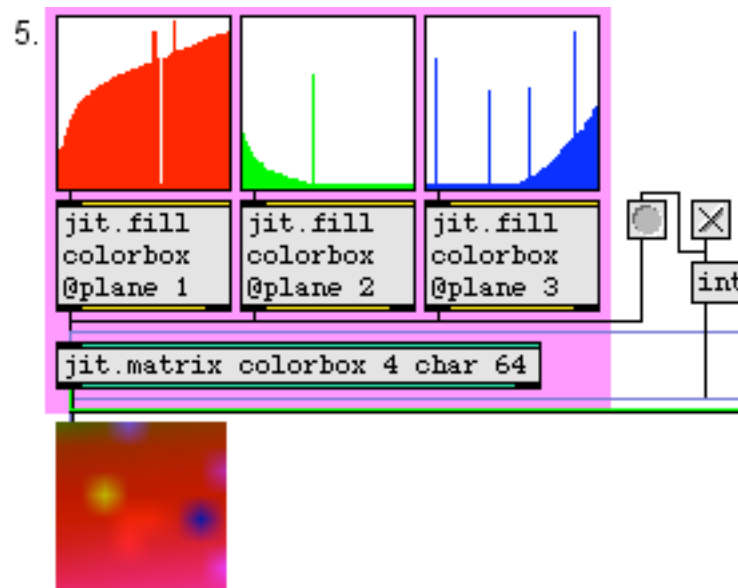 5.
jit.fill
colorbox
@plane 1
jit.fill
colorbox
@plane 2
jit.fill
colorbox
@plane 3
int
jit.matrix colorbox 4 char 64